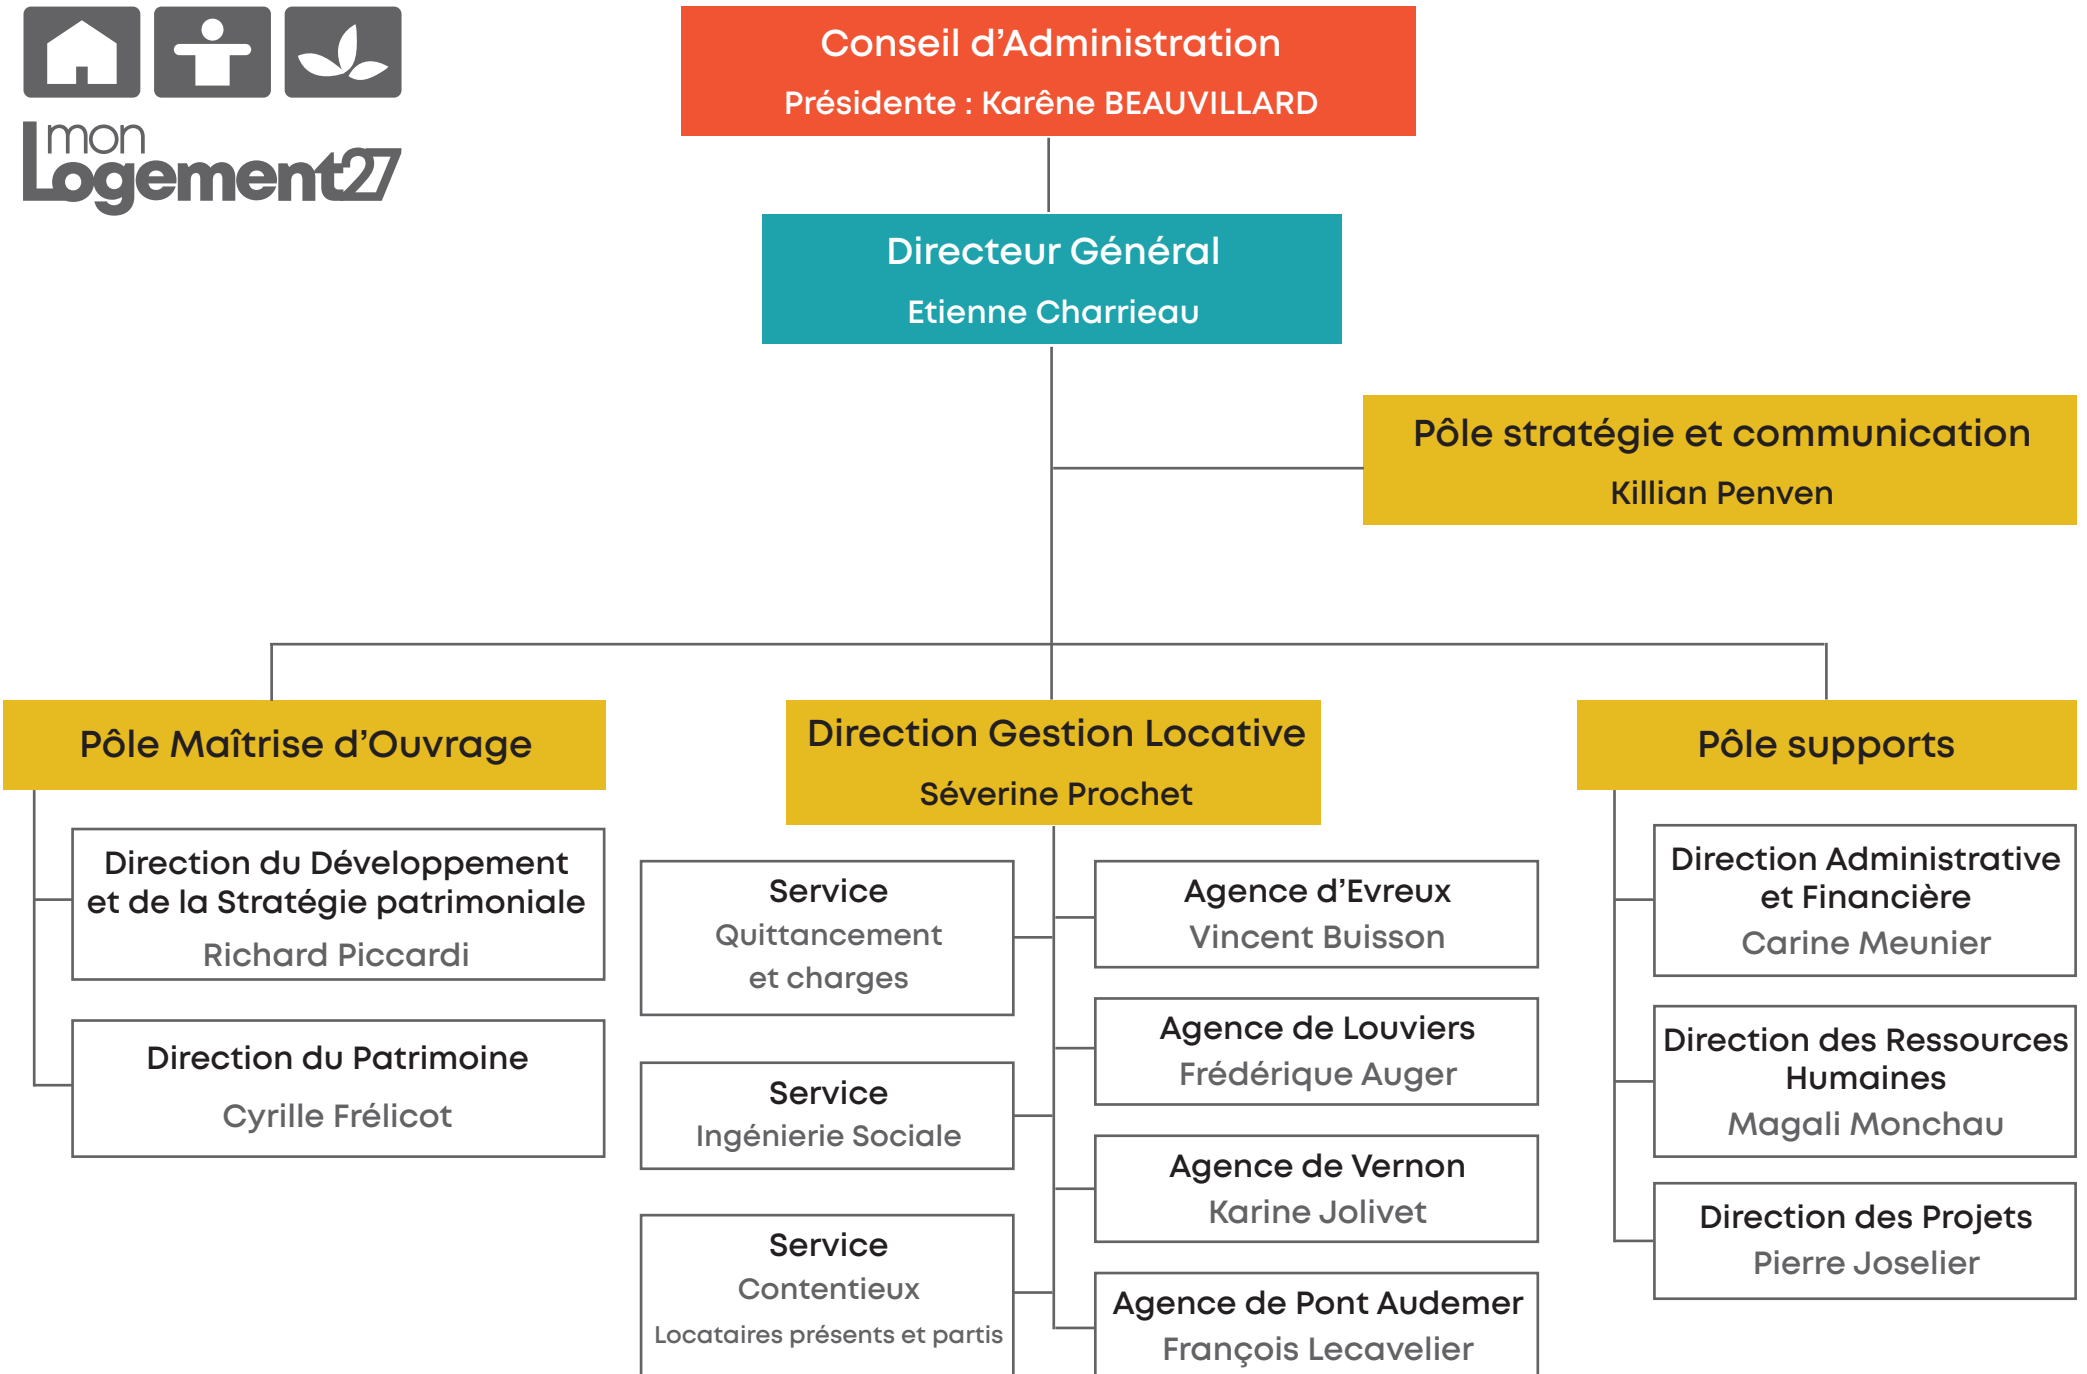 mon
Logement27
Conseil d'Administration
Présidente : Karêne BEAUVILLARD
Directeur Général
Etienne Charrieau
Pôle stratégie et communication
Killian Penven
Pôle Maîtrise d'Ouvrage
Direction du Développement
et de la Stratégie patrimoniale
Richard Piccardi
Direction du Patrimoine
Cyrille Frélicot
Direction Gestion Locative
Séverine Prochet
Service
Quittancement
et charges
Service
Ingénierie Sociale
Service
Contentieux
Locataires présents et partis
Agence d'Evreux
Vincent Buisson
Agence de Louviers
Frédérique Auger
Agence de Vernon
Karine Jolivet
Agence de Pont Audemer
François Lecavelier
Pôle supports
Direction Administrative
et Financière
Carine Meunier
Direction des Ressources
Humaines
Magali Monchau
Direction des Projets
Pierre Joselier